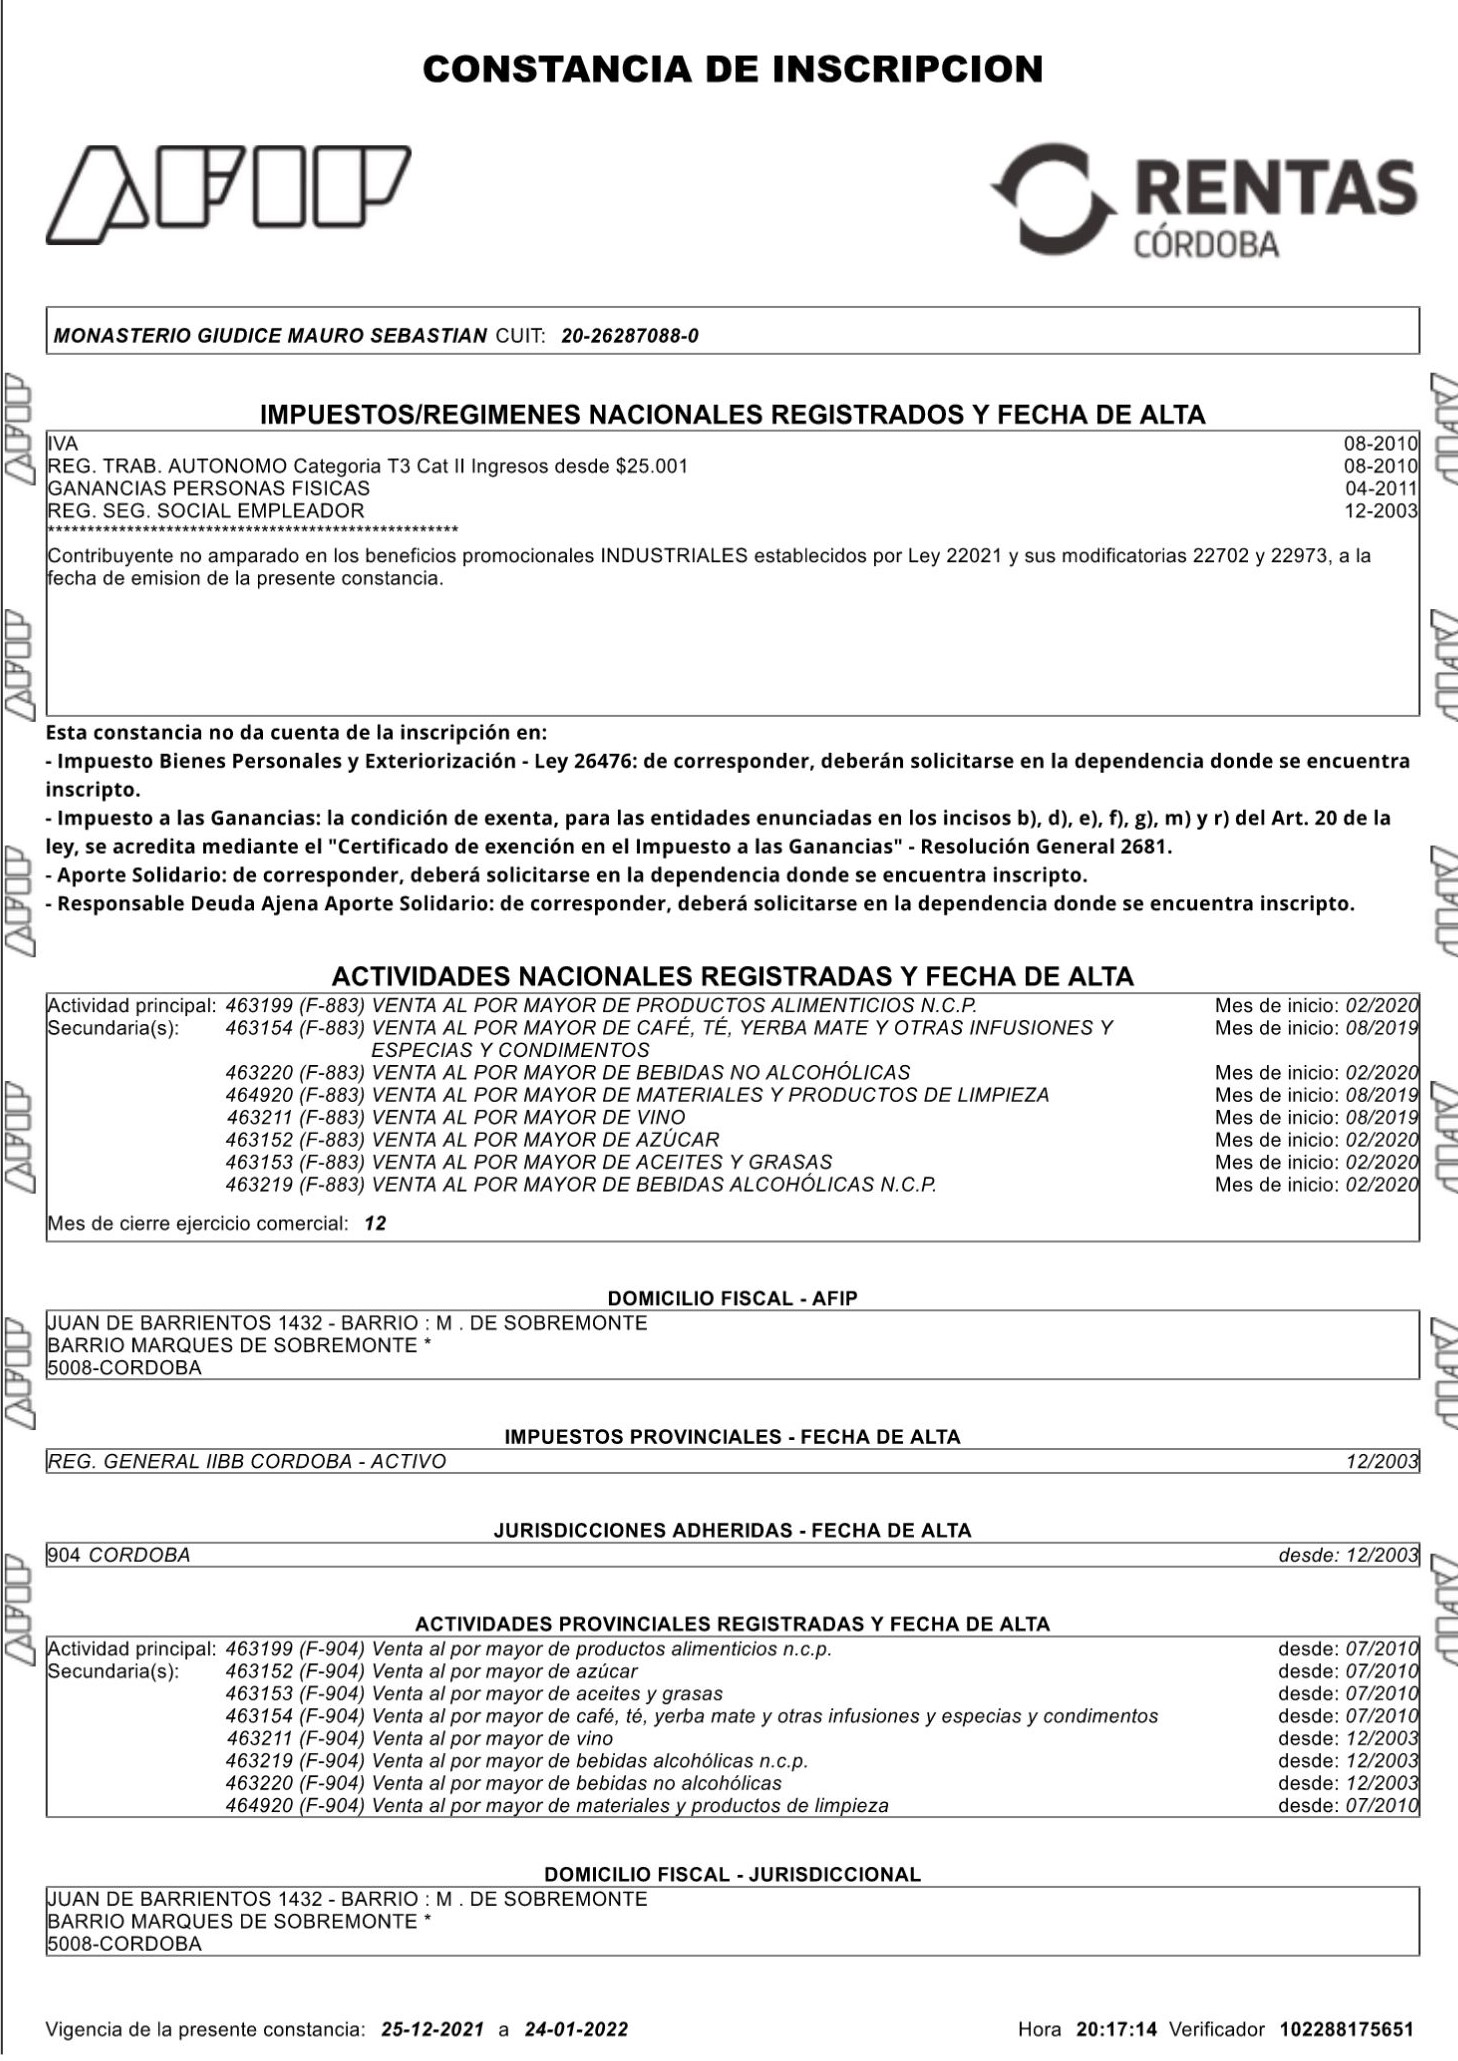 CONSTANCIA DE INSCRIPCION
AFIP
RENTAS
CÓRDOBA
MONASTERIO GIUDICE MAURO SEBASTIAN CUIT: 20-26287088-0
IMPUESTOS/REGIMENES NACIONALES REGISTRADOS Y FECHA DE ALTA
IVA 08-2010
REG. TRAB. AUTONOMO Categoria T3 Cat II Ingresos desde $25.001 08-2010
GANANCIAS PERSONAS FISICAS 04-2011
REG. SEG. SOCIAL EMPLEADOR 12-2003
****************************************************
Contribuyente no amparado en los beneficios promocionales INDUSTRIALES establecidos por Ley 22021 y sus modificatorias 22702 y 22973, a la
fecha de emision de la presente constancia.
Esta constancia no da cuenta de la inscripción en:
- Impuesto Bienes Personales y Exteriorización - Ley 26476: de corresponder, deberán solicitarse en la dependencia donde se encuentra
inscripto.
- Impuesto a las Ganancias: la condición de exenta, para las entidades enunciadas en los incisos b), d), e), f), g), m) y r) del Art. 20 de la
ley, se acredita mediante el "Certificado de exención en el Impuesto a las Ganancias" - Resolución General 2681.
- Aporte Solidario: de corresponder, deberá solicitarse en la dependencia donde se encuentra inscripto.
- Responsable Deuda Ajena Aporte Solidario: de corresponder, deberá solicitarse en la dependencia donde se encuentra inscripto.
ACTIVIDADES NACIONALES REGISTRADAS Y FECHA DE ALTA
Actividad principal: 463199 (F-883) VENTA AL POR MAYOR DE PRODUCTOS ALIMENTICIOS N.C.P. Mes de inicio: 02/2020
Secundaria(s): 463154 (F-883) VENTA AL POR MAYOR DE CAFÉ, TÉ, YERBA MATE Y OTRAS INFUSIONES Y Mes de inicio: 08/2019
ESPECIAS Y CONDIMENTOS
463220 (F-883) VENTA AL POR MAYOR DE BEBIDAS NO ALCOHÓLICAS Mes de inicio: 02/2020
464920 (F-883) VENTA AL POR MAYOR DE MATERIALES Y PRODUCTOS DE LIMPIEZA Mes de inicio: 08/2019
463211 (F-883) VENTA AL POR MAYOR DE VINO Mes de inicio: 08/2019
463152 (F-883) VENTA AL POR MAYOR DE AZÚCAR Mes de inicio: 02/2020
463153 (F-883) VENTA AL POR MAYOR DE ACEITES Y GRASAS Mes de inicio: 02/2020
463219 (F-883) VENTA AL POR MAYOR DE BEBIDAS ALCOHÓLICAS N.C.P. Mes de inicio: 02/2020
Mes de cierre ejercicio comercial: 12
DOMICILIO FISCAL - AFIP
JUAN DE BARRIENTOS 1432 - BARRIO : M . DE SOBREMONTE
BARRIO MARQUES DE SOBREMONTE *
5008-CORDOBA
IMPUESTOS PROVINCIALES - FECHA DE ALTA
REG. GENERAL IIBB CORDOBA - ACTIVO 12/2003
JURISDICCIONES ADHERIDAS - FECHA DE ALTA
904 CORDOBA desde: 12/2003
ACTIVIDADES PROVINCIALES REGISTRADAS Y FECHA DE ALTA
Actividad principal: 463199 (F-904) Venta al por mayor de productos alimenticios n.c.p. desde: 07/2010
Secundaria(s): 463152 (F-904) Venta al por mayor de azúcar desde: 07/2010
463153 (F-904) Venta al por mayor de aceites y grasas desde: 07/2010
463154 (F-904) Venta al por mayor de café, té, yerba mate y otras infusiones y especias y condimentos desde: 07/2010
463211 (F-904) Venta al por mayor de vino desde: 12/2003
463219 (F-904) Venta al por mayor de bebidas alcohólicas n.c.p. desde: 12/2003
463220 (F-904) Venta al por mayor de bebidas no alcohólicas desde: 12/2003
464920 (F-904) Venta al por mayor de materiales y productos de limpieza desde: 07/2010
DOMICILIO FISCAL - JURISDICCIONAL
JUAN DE BARRIENTOS 1432 - BARRIO : M . DE SOBREMONTE
BARRIO MARQUES DE SOBREMONTE *
5008-CORDOBA
Vigencia de la presente constancia: 25-12-2021 a 24-01-2022 Hora 20:17:14 Verificador 102288175651
AFIP
AFIP
AFIP
AFIP
AFIP
AFIP
AFIP
AFIP
AFIP
AFIP
AFIP
AFIP